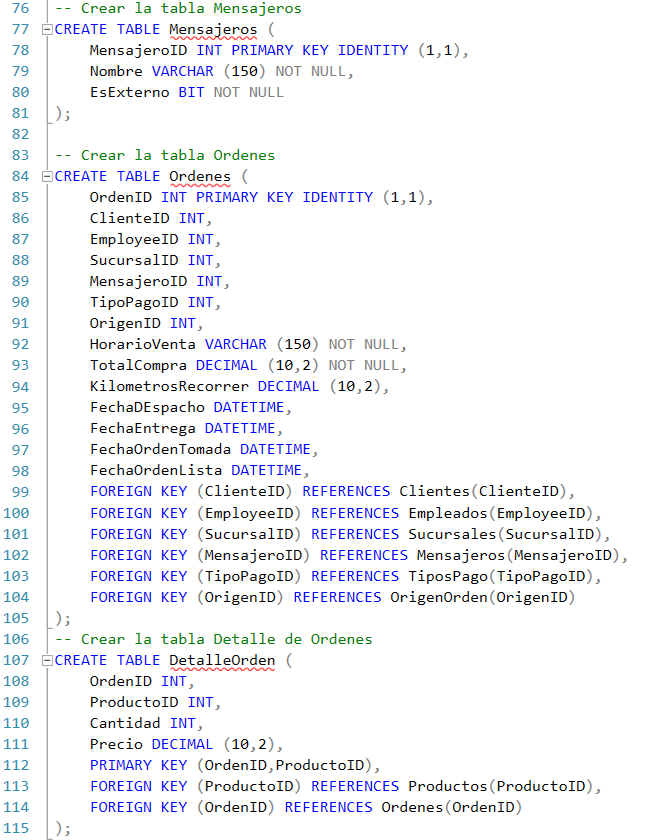 76 -- Crear la tabla Mensajeros
77 CREATE TABLE Mensajeros (
78 MensajeroID INT PRIMARY KEY IDENTITY (1,1),
79 Nombre VARCHAR (150) NOT NULL,
80 EsExterno BIT NOT NULL
81 );
82
83 -- Crear la tabla Ordenes
84 CREATE TABLE Ordenes (
85 OrdenID INT PRIMARY KEY IDENTITY (1,1),
86 ClienteID INT,
87 EmployeeID INT,
88 SucursalID INT,
89 MensajeroID INT,
90 TipoPagoID INT,
91 OrigenID INT,
92 HorarioVenta VARCHAR (150) NOT NULL,
93 TotalCompra DECIMAL (10,2) NOT NULL,
94 KilometrosRecorrer DECIMAL (10,2),
95 FechaDEspacho DATETIME,
96 FechaEntrega DATETIME,
97 FechaOrdenTomada DATETIME,
98 FechaOrdenLista DATETIME,
99 FOREIGN KEY (ClienteID) REFERENCES Clientes(ClienteID),
100 FOREIGN KEY (EmployeeID) REFERENCES Empleados(EmployeeID),
101 FOREIGN KEY (SucursalID) REFERENCES Sucursales(SucursalID),
102 FOREIGN KEY (MensajeroID) REFERENCES Mensajeros(MensajeroID),
103 FOREIGN KEY (TipoPagoID) REFERENCES TiposPago(TipoPagoID),
104 FOREIGN KEY (OrigenID) REFERENCES OrigenOrden(OrigenID)
105 );
106 -- Crear la tabla Detalle de Ordenes
107 CREATE TABLE DetalleOrden (
108 OrdenID INT,
109 ProductoID INT,
110 Cantidad INT,
111 Precio DECIMAL (10,2),
112 PRIMARY KEY (OrdenID,ProductoID),
113 FOREIGN KEY (ProductoID) REFERENCES Productos(ProductoID),
114 FOREIGN KEY (OrdenID) REFERENCES Ordenes(OrdenID)
115 );